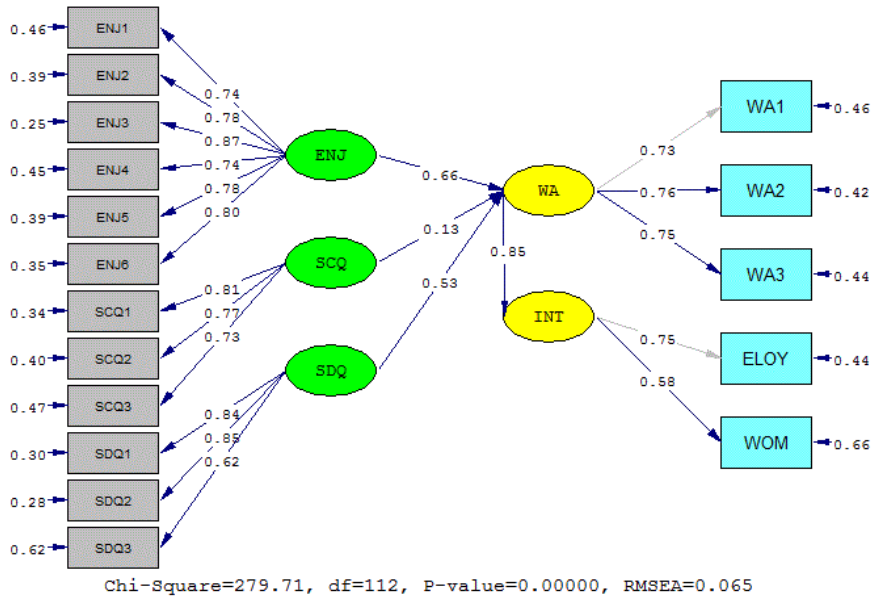 0.46 ENJ1
0.39 ENJ2
0.25 ENJ3
0.45 ENJ4
0.39 ENJ5
0.35 ENJ6
0.34 SCQ1
0.40 SCQ2
0.47 SCQ3
0.30 SDQ1
0.28 SDQ2
0.62 SDQ3
0.74
0.78
0.87
0.74
0.78
0.80
0.81
0.77
0.73
0.84
0.85
0.62
ENJ
SCQ
SDQ
0.66
0.13
0.53
WA
0.85
INT
0.73
0.76
0.75
0.75
0.58
WA1 0.46
WA2 0.42
WA3 0.44
ELOY 0.44
WOM 0.66
Chi-Square=279.71, df=112, P-value=0.00000, RMSEA=0.065